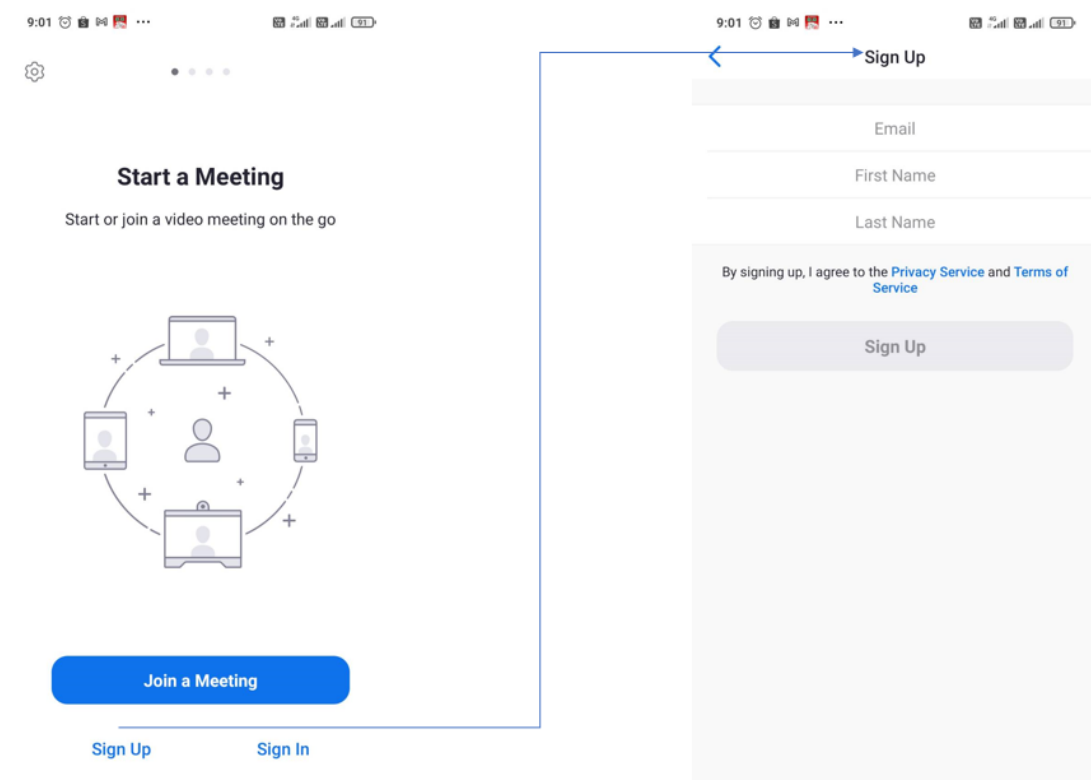 9:01
91
Start a Meeting
Start or join a video meeting on the go
Join a Meeting
Sign Up
Sign In
9:01
91
Sign Up
Email
First Name
Last Name
By signing up, I agree to the Privacy Service and Terms of
Service
Sign Up